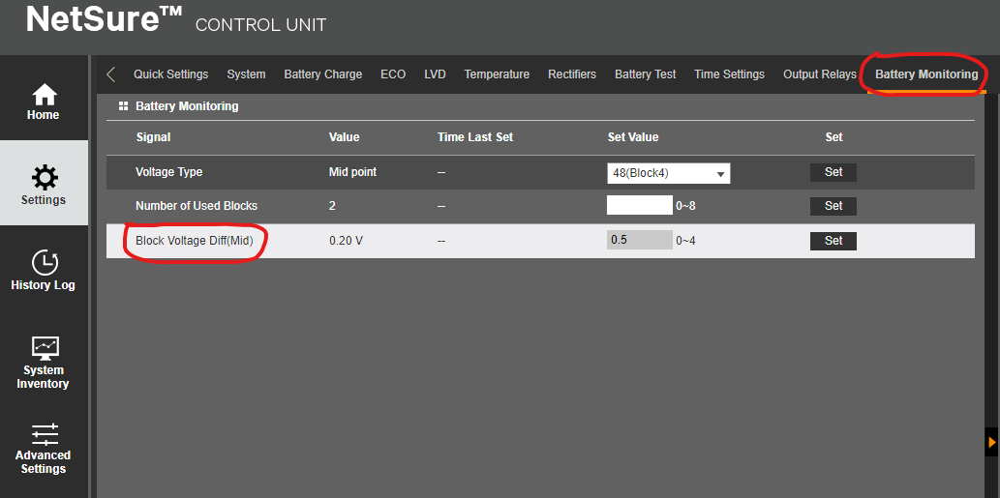 NetSure™ CONTROL UNIT
Quick Settings System Battery Charge ECO LVD Temperature Rectifiers Battery Test Time Settings Output Relays Battery Monitoring
Home
Settings
History Log
System
Inventory
Advanced
Settings
Battery Monitoring
Signal Value Time Last Set Set Value Set
Voltage Type Mid point -- 48(Block4) Set
Number of Used Blocks 2 -- 0~8 Set
Block Voltage Diff(Mid) 0.20 V -- 0.5 0~4 Set